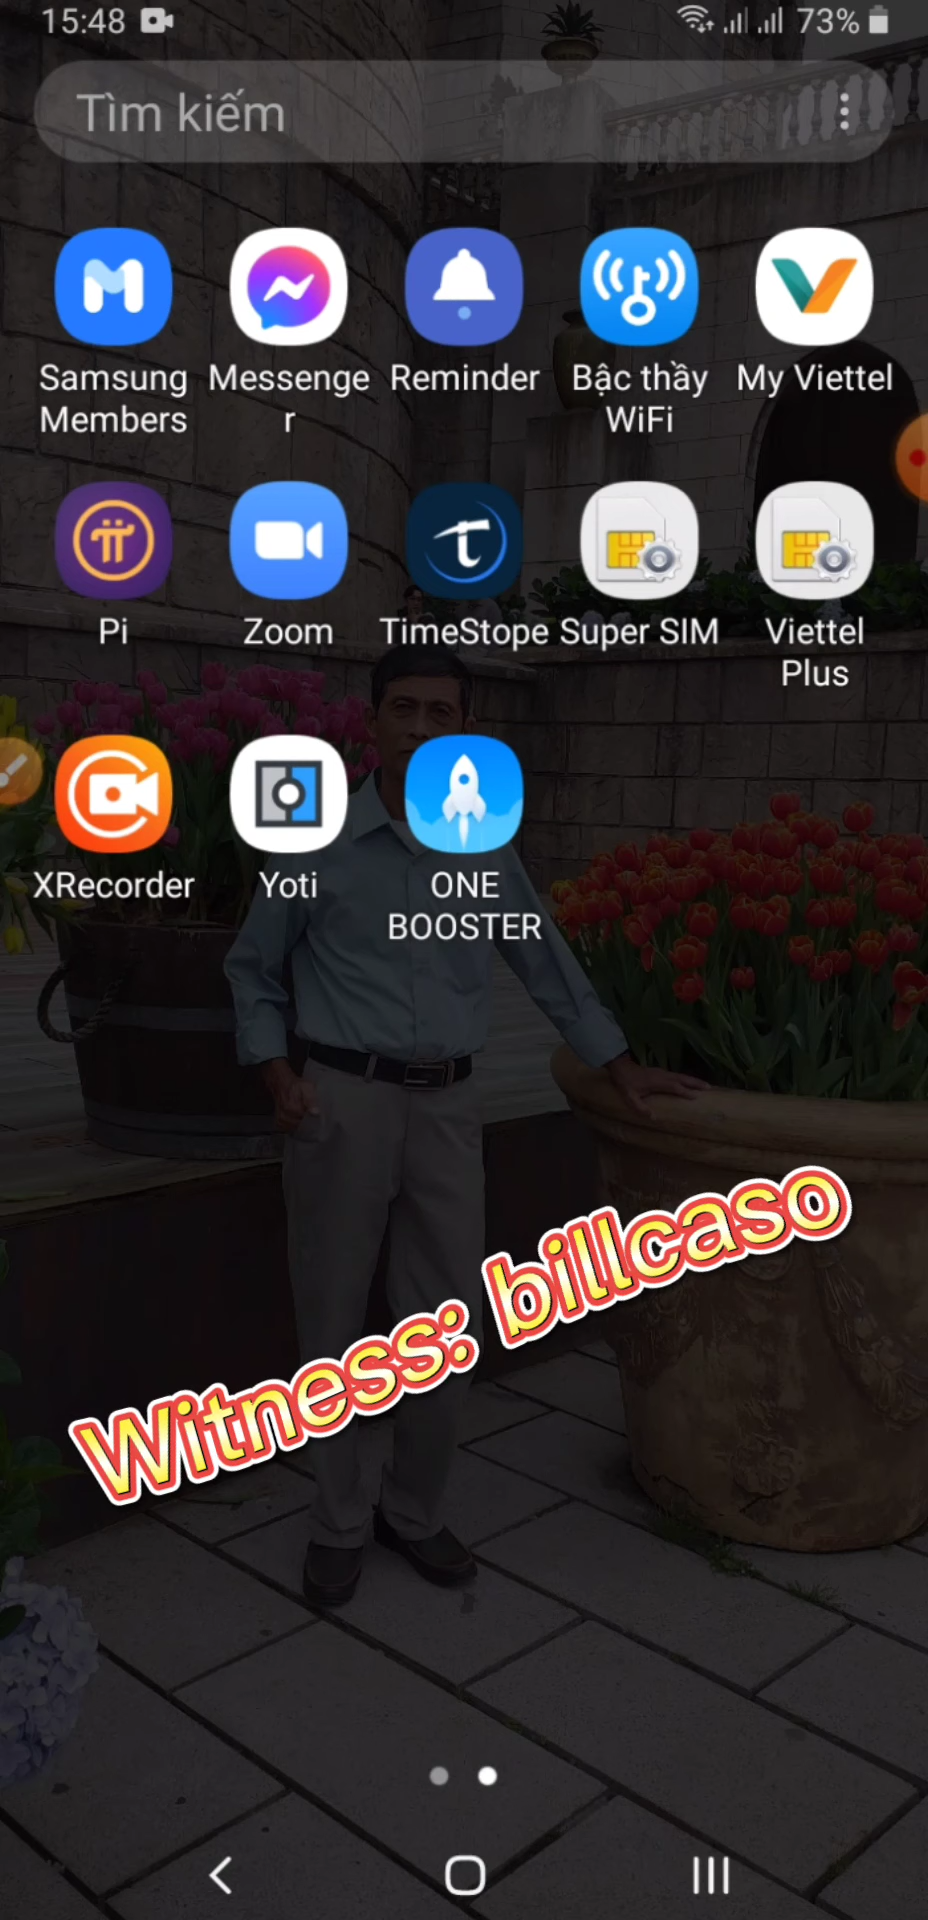 15:48 73%
Tìm kiếm
Samsung Members
Messenger
Reminder
Bậc thầy WiFi
My Viettel
Pi
Zoom
TimeStope
Super SIM
Viettel Plus
XRecorder
Yoti
ONE BOOSTER
Witness: billcaso